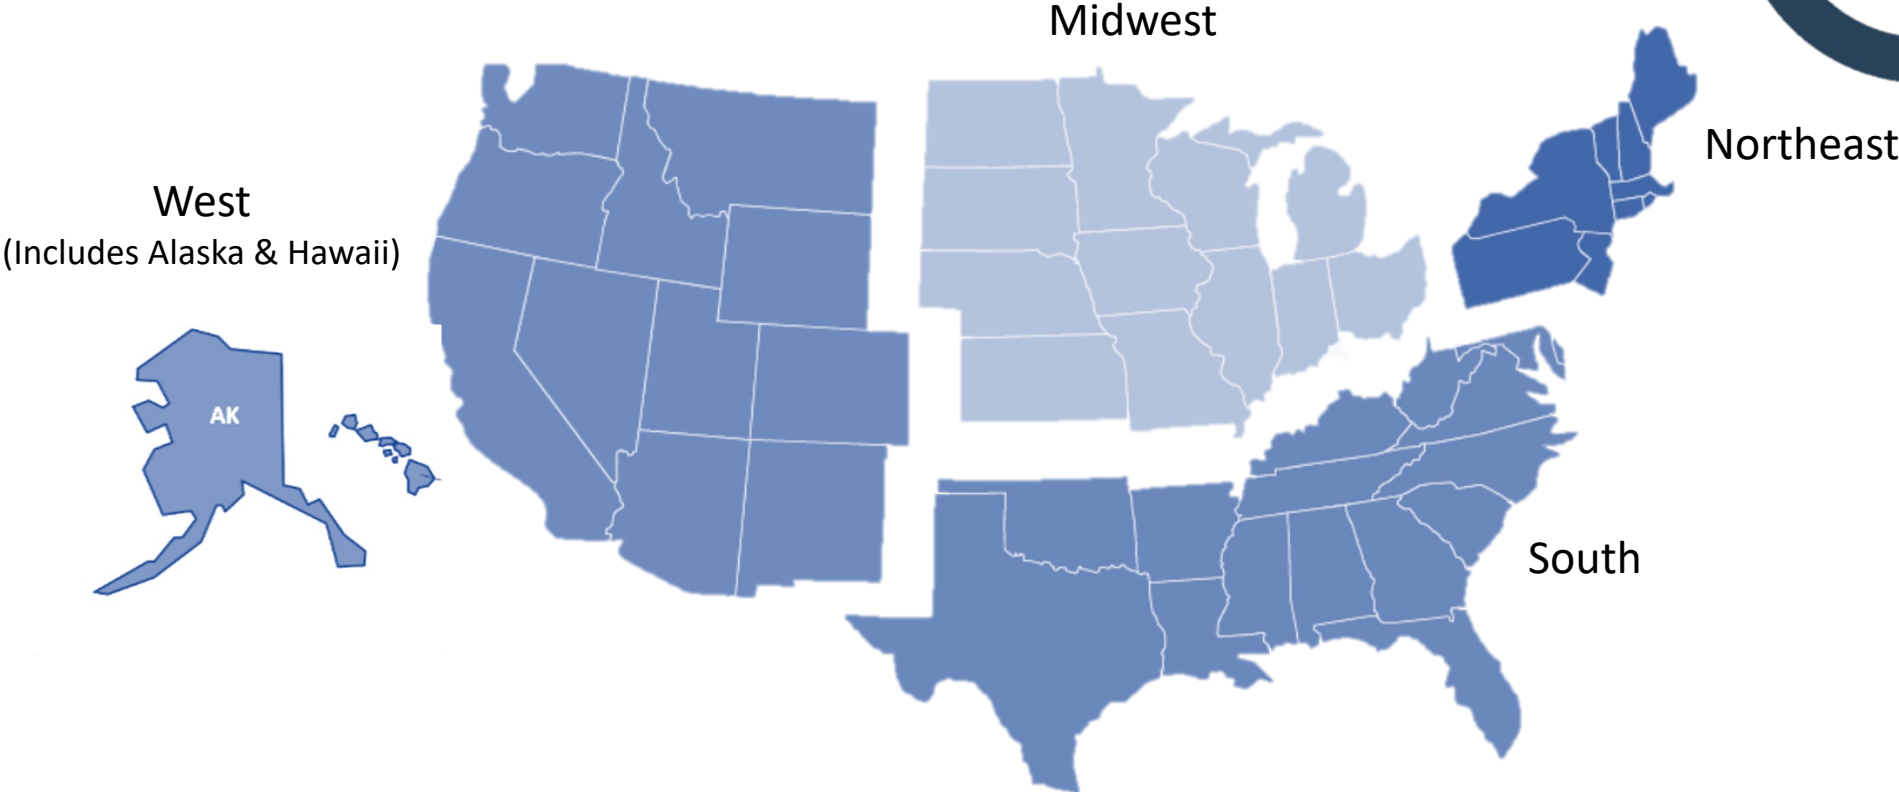 Midwest
Northeast
West
(Includes Alaska & Hawaii)
AK
South